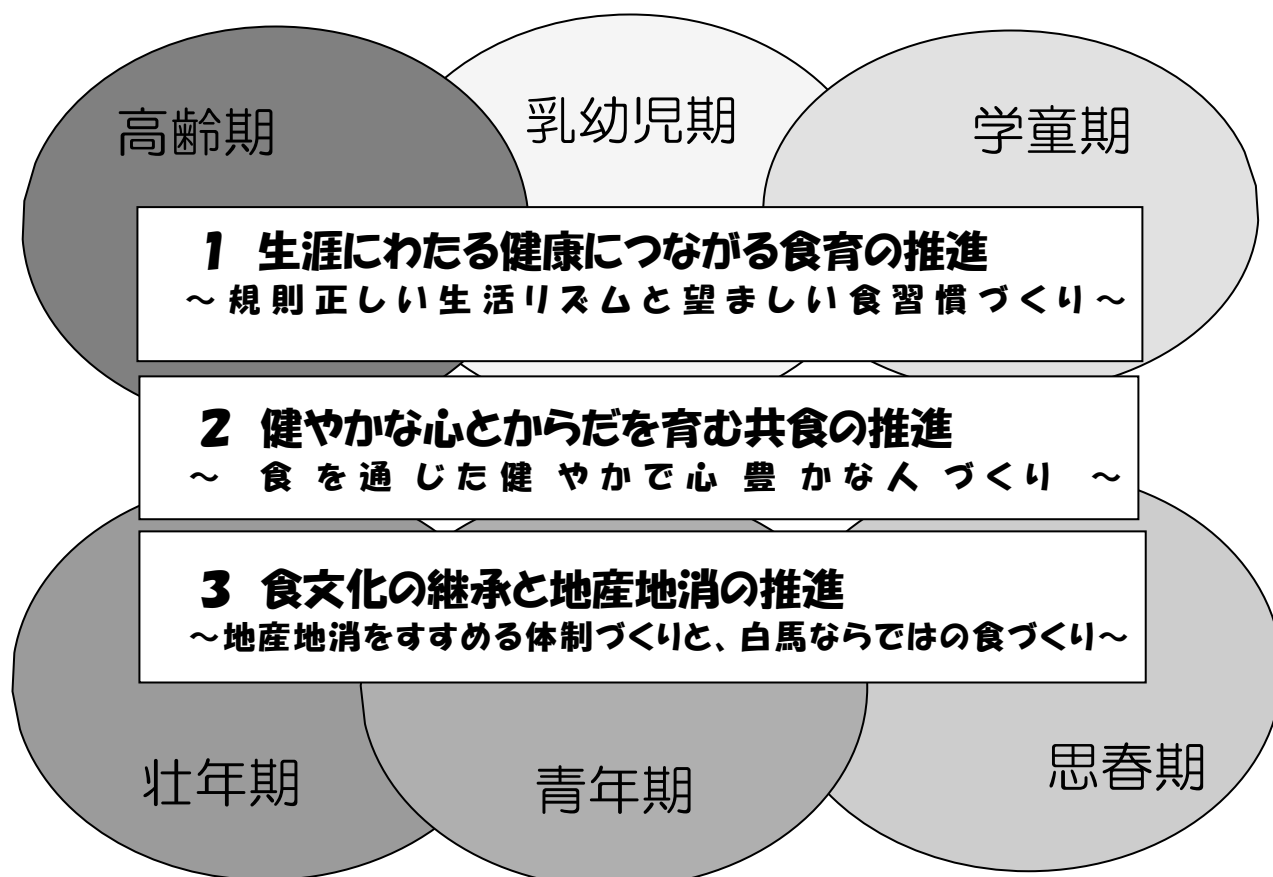 高齢期
乳幼児期
学童期
1 生涯にわたる健康につながる食育の推進
～規則正しい生活リズムと望ましい食習慣づくり～
2 健やかな心とからだを育む共食の推進
～ 食を通じた健やかで心豊かな人づくり ～
3 食文化の継承と地産地消の推進
～地産地消をすすめる体制づくりと、白馬ならではの食づくり～
壮年期
青年期
思春期